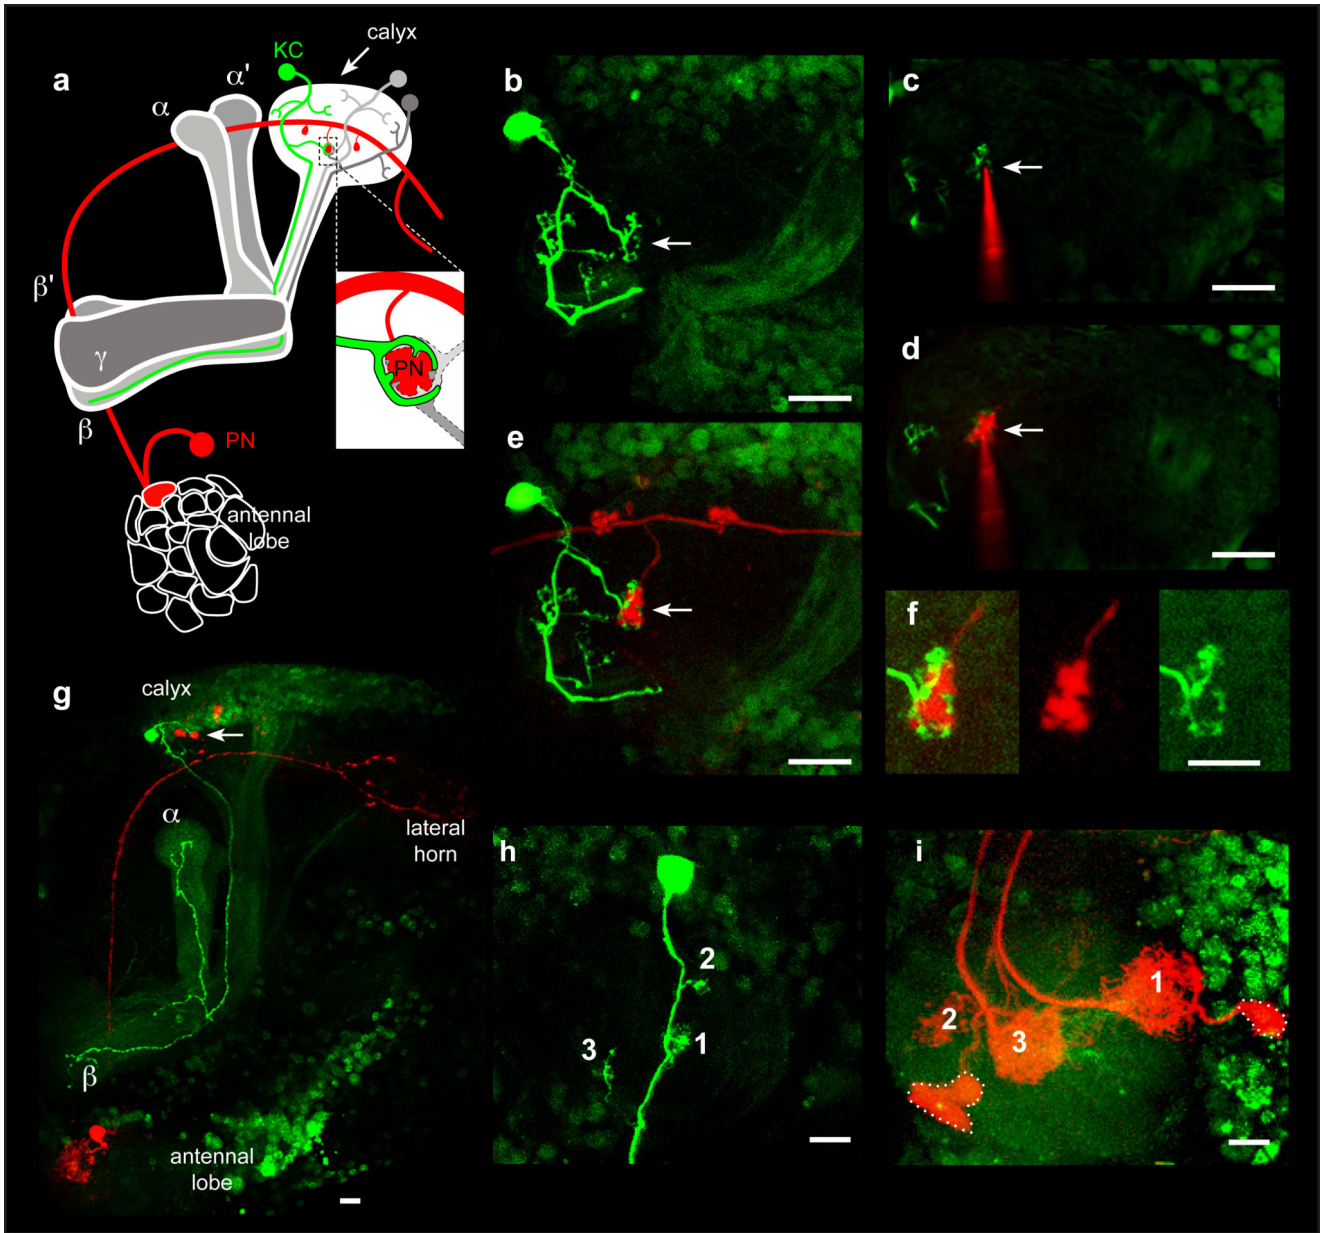 a
KC
calyx
α
α'
β'
γ
β
PN
PN
antennal
lobe
b
c
d
e
f
g
calyx
α
lateral
horn
β
antennal
lobe
h
2
1
3
i
1
2
3